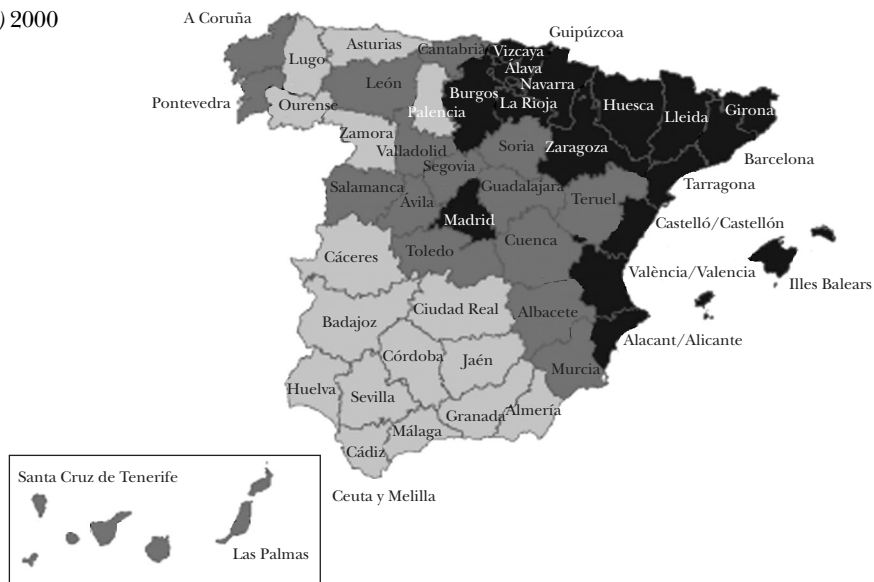 ) 2000
A Coruña
Guipúzcoa
Asturias
Cantabria
Vizcaya
Lugo
Álava
León
Navarra
Burgos
La Rioja
Huesca
Girona
Pontevedra
Ourense
Palencia
Lleida
Zamora
Valladolid
Soria
Zaragoza
Barcelona
Segovia
Salamanca
Guadalajara
Tarragona
Ávila
Teruel
Madrid
Castelló/Castellón
Cuenca
Toledo
Cáceres
València/Valencia
Illes Balears
Ciudad Real
Albacete
Badajoz
Alacant/Alicante
Córdoba
Jaén
Murcia
Huelva
Sevilla
Granada
Almería
Málaga
Cádiz
Santa Cruz de Tenerife
Ceuta y Melilla
Las Palmas